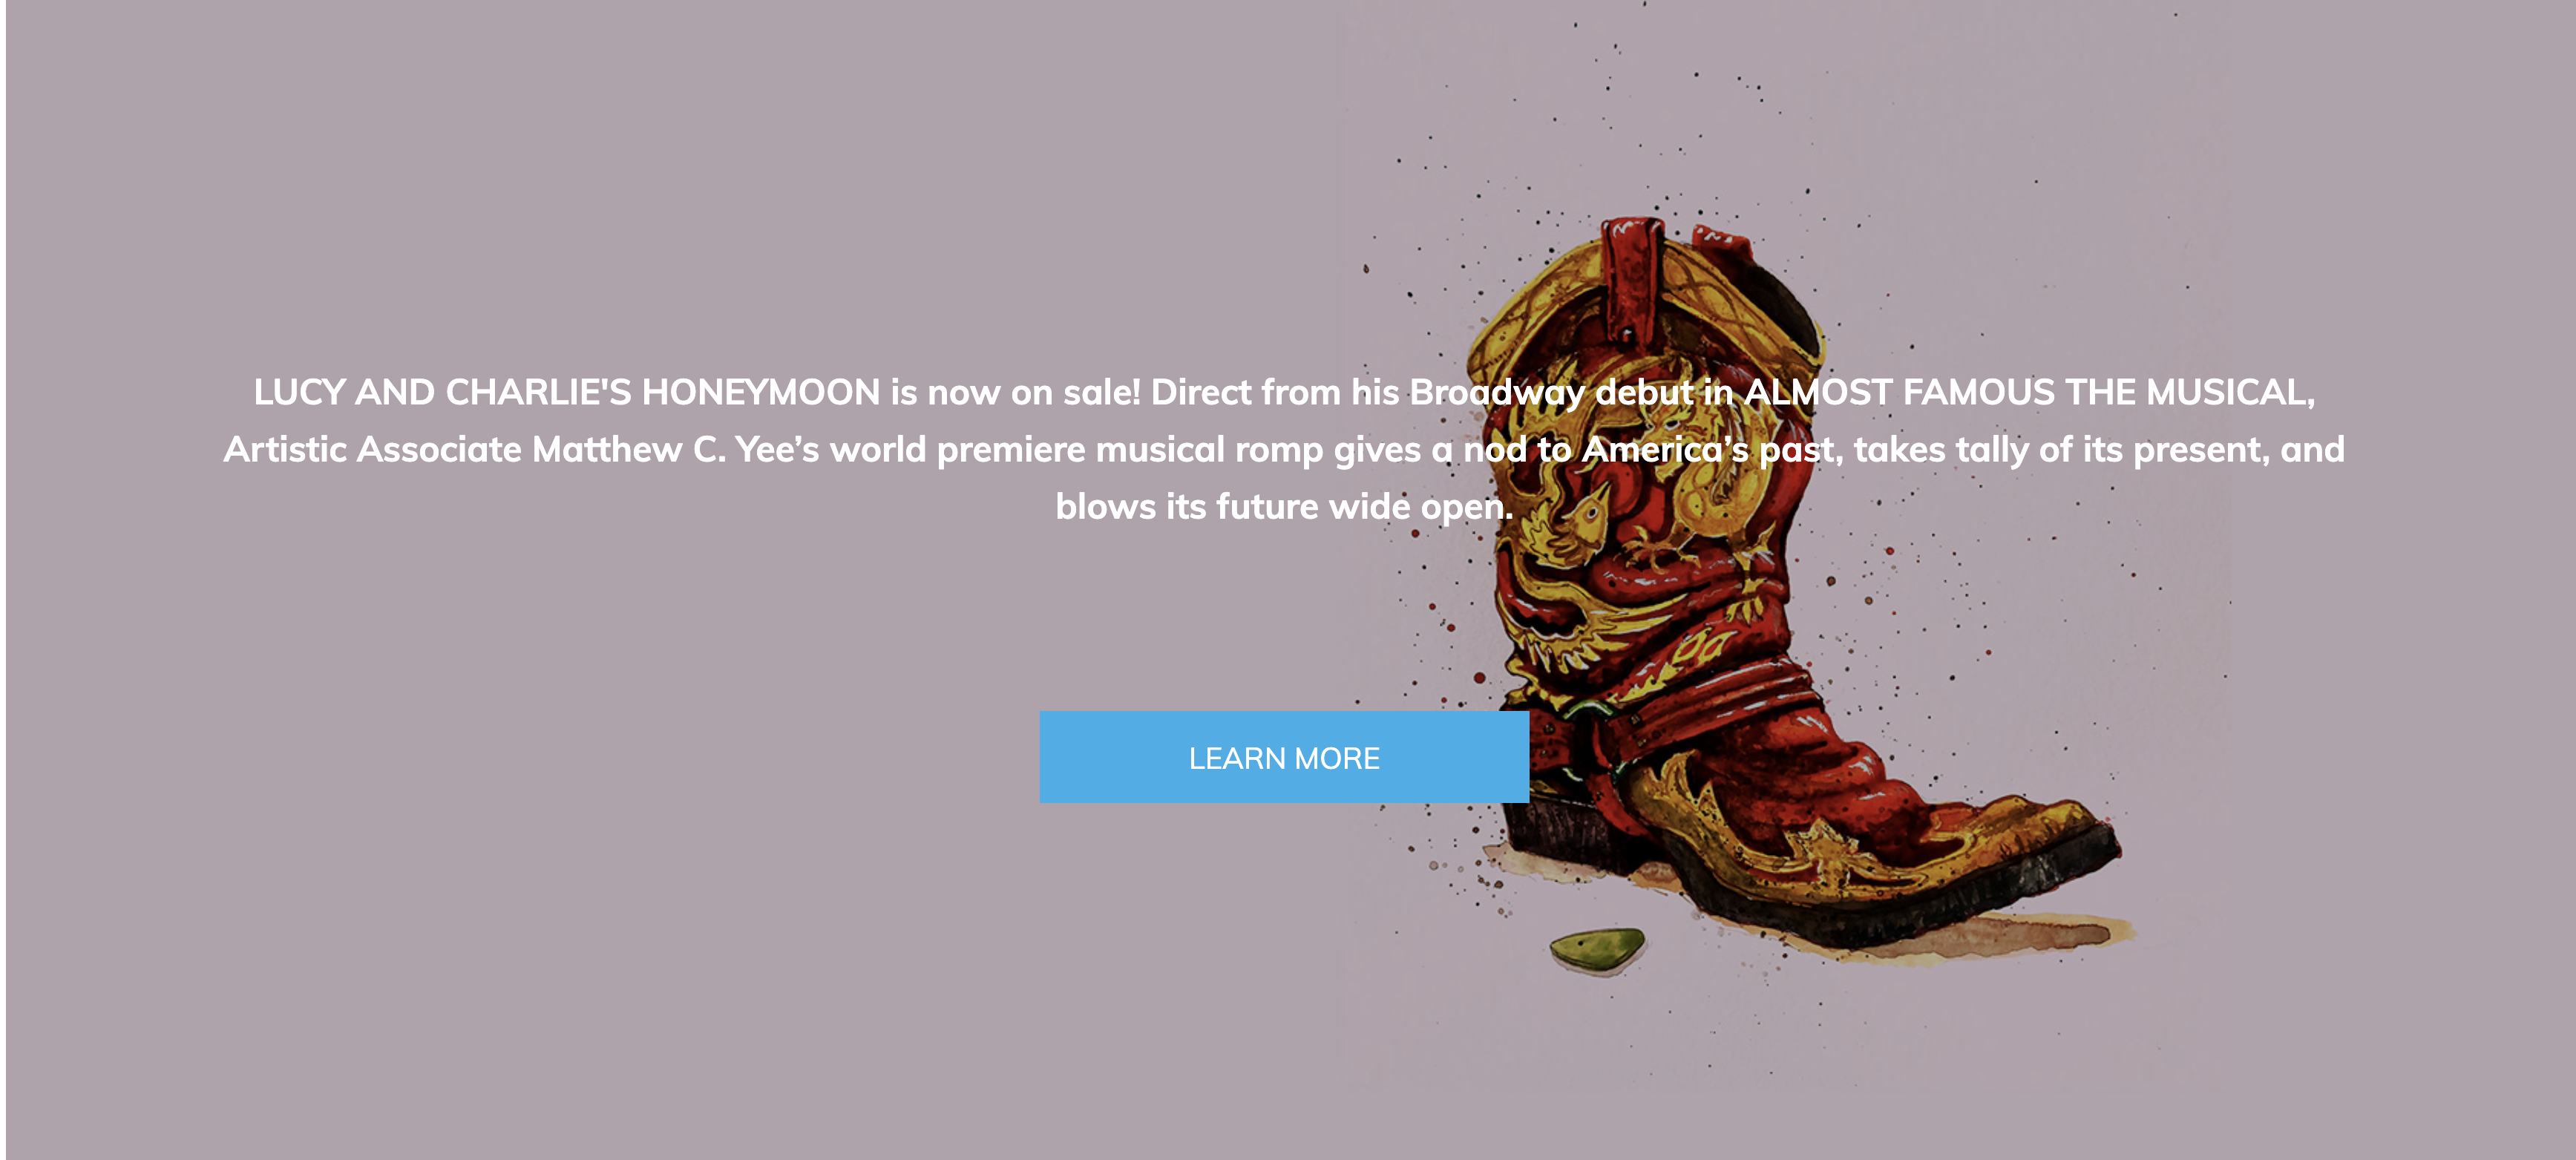 LUCY AND CHARLIE'S HONEYMOON is now on sale! Direct from his Broadway debut in ALMOST FAMOUS THE MUSICAL,
Artistic Associate Matthew C. Yee’s world premiere musical romp gives a nod to America’s past, takes tally of its present, and
blows its future wide open.
LEARN MORE